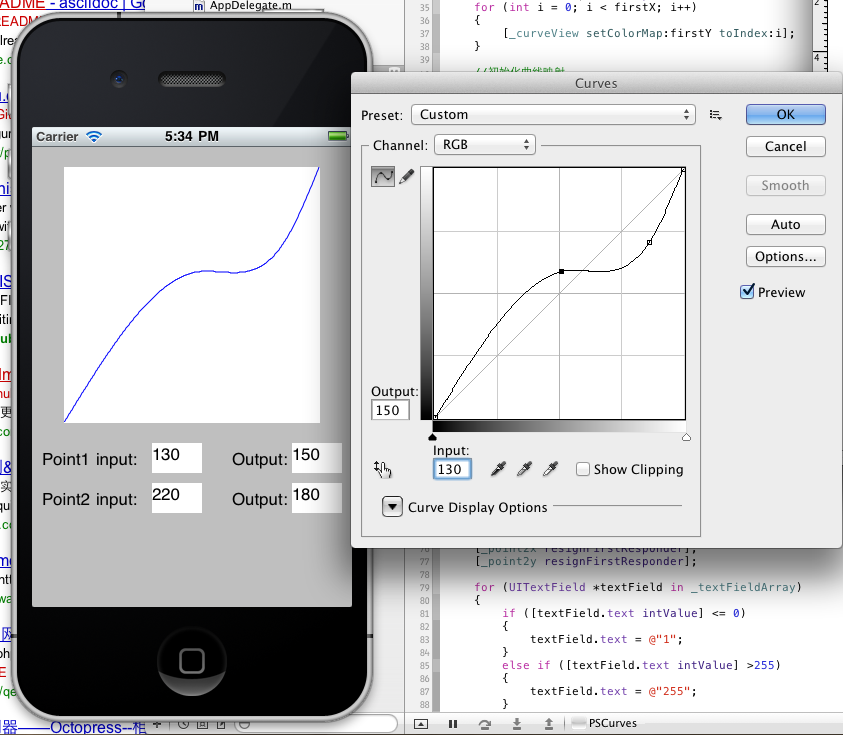 README - asciidoc | Gi
AppDelegate.m
35 for (int i = 0; i < firstX; i++)
36 {
37 [_curveView setColorMap:firstY toIndex:i];
38 }
39
//初始化曲线映射
Carrier
5:34 PM
Point1 input: 130 Output: 150
Point2 input: 220 Output: 180
Curves
Preset: Custom
Channel: RGB
OK
Cancel
Smooth
Auto
Options...
Preview
Output:
150
Input:
130
Show Clipping
Curve Display Options
[_point2x resignFirstResponder];
77 [_point2y resignFirstResponder];
78
79 for (UITextField *textField in _textFieldArray)
80 {
81 if ([textField.text intValue] <= 0)
82 {
83 textField.text = @"1";
84 }
85 else if ([textField.text intValue] >255)
86 {
87 textField.text = @"255";
88 }
PSCurves
器——Octopress--相